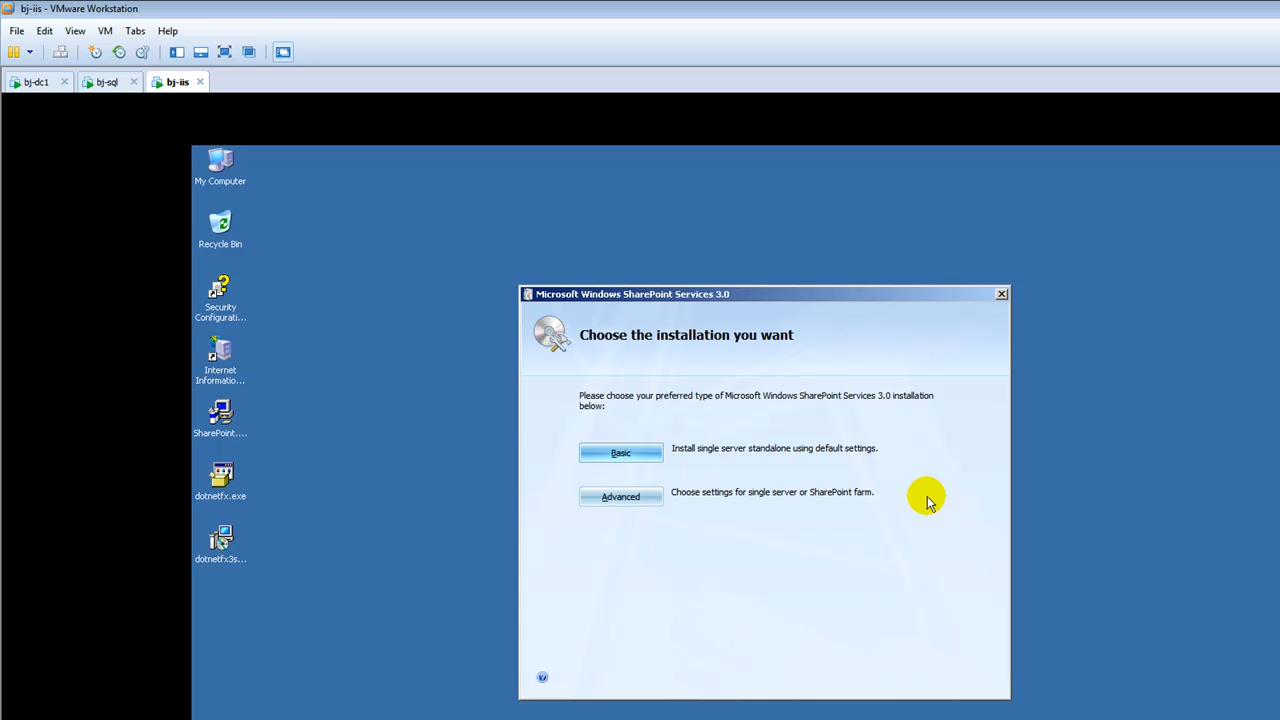 bj-iis - VMware Workstation
File Edit View VM Tabs Help
bj-dc1 bj-sql bj-iis
My Computer
Recycle Bin
Security
Configurati...
Internet
Informatio...
SharePoint....
dotnetfx.exe
dotnetfx3s...
Microsoft Windows SharePoint Services 3.0
Choose the installation you want
Please choose your preferred type of Microsoft Windows SharePoint Services 3.0 installation
below:
Basic Install single server standalone using default settings.
Advanced Choose settings for single server or SharePoint farm.